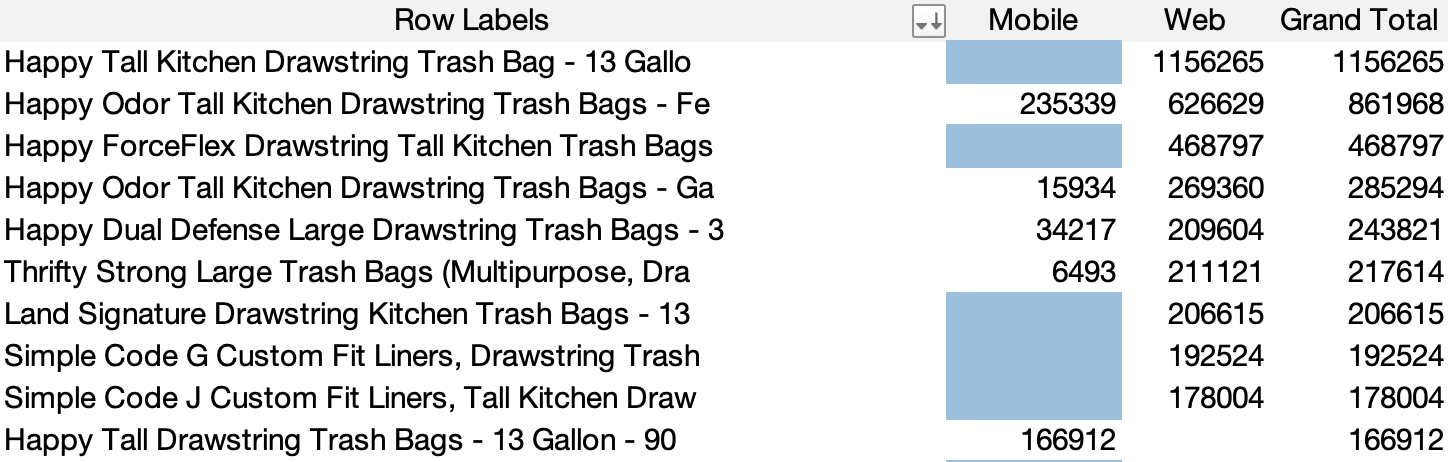 Row Labels Mobile Web Grand Total
Happy Tall Kitchen Drawstring Trash Bag - 13 Gallo 1156265 1156265
Happy Odor Tall Kitchen Drawstring Trash Bags - Fe 235339 626629 861968
Happy ForceFlex Drawstring Tall Kitchen Trash Bags 468797 468797
Happy Odor Tall Kitchen Drawstring Trash Bags - Ga 15934 269360 285294
Happy Dual Defense Large Drawstring Trash Bags - 3 34217 209604 243821
Thrifty Strong Large Trash Bags (Multipurpose, Dra 6493 211121 217614
Land Signature Drawstring Kitchen Trash Bags - 13 206615 206615
Simple Code G Custom Fit Liners, Drawstring Trash 192524 192524
Simple Code J Custom Fit Liners, Tall Kitchen Draw 178004 178004
Happy Tall Drawstring Trash Bags - 13 Gallon - 90 166912 166912